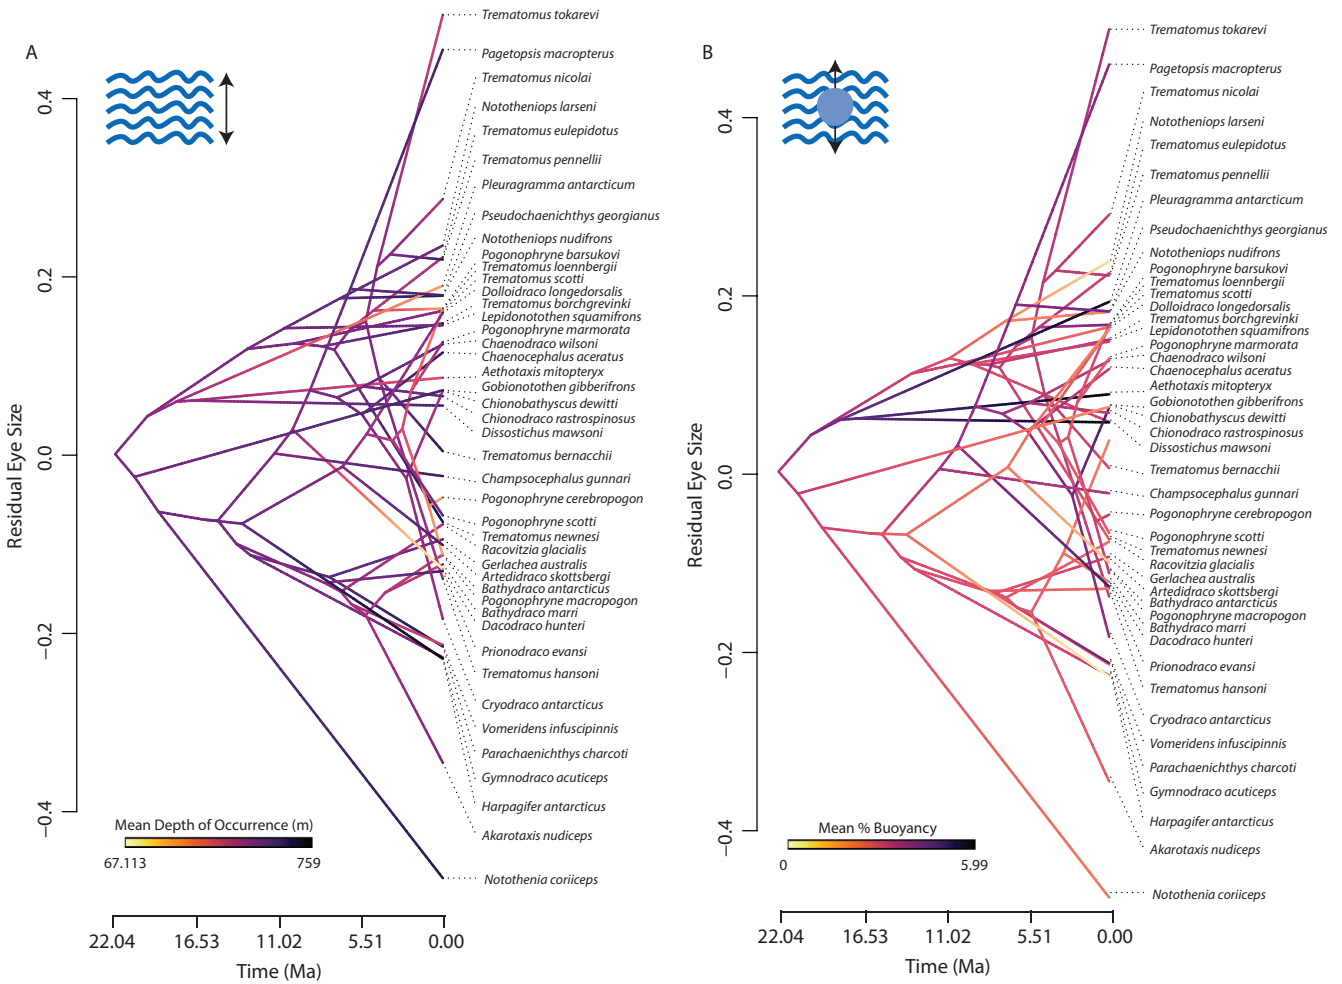 A
Residual Eye Size
0.4
0.2
0.0
−0.2
−0.4
Trematomus tokarevi
Pagetopsis macropterus
Trematomus nicolai
Nototheniops larseni
Trematomus eulepidotus
Trematomus pennellii
Pleuragramma antarcticum
Pseudochaenichthys georgianus
Nototheniops nudifrons
Pogonophryne barsukovi
Trematomus loennbergii
Trematomus scotti
Dolloidraco longedorsalis
Trematomus borchgrevinki
Lepidonotothen squamifrons
Pogonophryne marmorata
Chaenodraco wilsoni
Chaenocephalus aceratus
Aethotaxis mitopteryx
Gobionotothen gibberifrons
Chionobathyscus dewitti
Chionodraco rastrospinosus
Dissostichus mawsoni
Trematomus bernacchii
Champsocephalus gunnari
Pogonophryne cerebropogon
Pogonophryne scotti
Trematomus newnesi
Racovitzia glacialis
Gerlachea australis
Artedidraco skottsbergi
Bathydraco antarcticus
Pogonophryne macropogon
Bathydraco marri
Dacodraco hunteri
Prionodraco evansi
Trematomus hansoni
Cryodraco antarcticus
Vomeridens infuscipinnis
Parachaenichthys charcoti
Gymnodraco acuticeps
Harpagifer antarcticus
Akarotaxis nudiceps
Notothenia coriiceps
Mean Depth of Occurrence (m)
67.113 759
22.04 16.53 11.02 5.51 0.00
Time (Ma)
B
Residual Eye Size
0.4
0.2
0.0
−0.2
−0.4
Trematomus tokarevi
Pagetopsis macropterus
Trematomus nicolai
Nototheniops larseni
Trematomus eulepidotus
Trematomus pennellii
Pleuragramma antarcticum
Pseudochaenichthys georgianus
Nototheniops nudifrons
Pogonophryne barsukovi
Trematomus loennbergii
Trematomus scotti
Dolloidraco longedorsalis
Trematomus borchgrevinki
Lepidonotothen squamifrons
Pogonophryne marmorata
Chaenodraco wilsoni
Chaenocephalus aceratus
Aethotaxis mitopteryx
Gobionotothen gibberifrons
Chionobathyscus dewitti
Chionodraco rastrospinosus
Dissostichus mawsoni
Trematomus bernacchii
Champsocephalus gunnari
Pogonophryne cerebropogon
Pogonophryne scotti
Trematomus newnesi
Racovitzia glacialis
Gerlachea australis
Artedidraco skottsbergi
Bathydraco antarcticus
Pogonophryne macropogon
Bathydraco marri
Dacodraco hunteri
Prionodraco evansi
Trematomus hansoni
Cryodraco antarcticus
Vomeridens infuscipinnis
Parachaenichthys charcoti
Gymnodraco acuticeps
Harpagifer antarcticus
Akarotaxis nudiceps
Notothenia coriiceps
Mean % Buoyancy
0 5.99
22.04 16.53 11.02 5.51 0.00
Time (Ma)